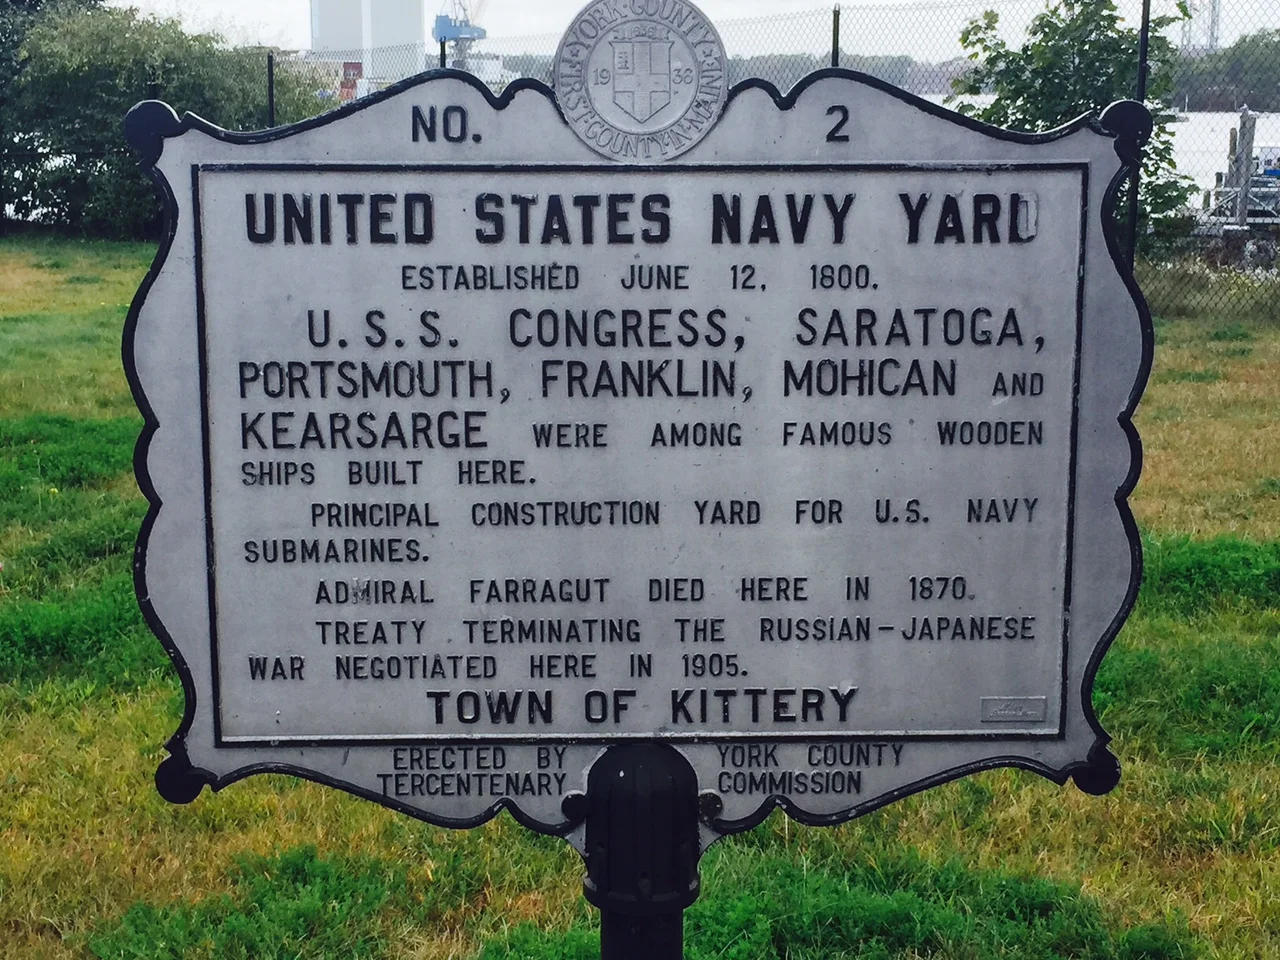 YORK·COUNTY
FIRST·COUNTY·IN·MAINE
19 36
NO. 2
UNITED STATES NAVY YARD
ESTABLISHED JUNE 12, 1800.
U.S.S. CONGRESS, SARATOGA,
PORTSMOUTH, FRANKLIN, MOHICAN AND
KEARSARGE WERE AMONG FAMOUS WOODEN
SHIPS BUILT HERE.
PRINCIPAL CONSTRUCTION YARD FOR U.S. NAVY
SUBMARINES.
ADMIRAL FARRAGUT DIED HERE IN 1870.
TREATY TERMINATING THE RUSSIAN-JAPANESE
WAR NEGOTIATED HERE IN 1905.
TOWN OF KITTERY
ERECTED BY YORK COUNTY
TERCENTENARY COMMISSION